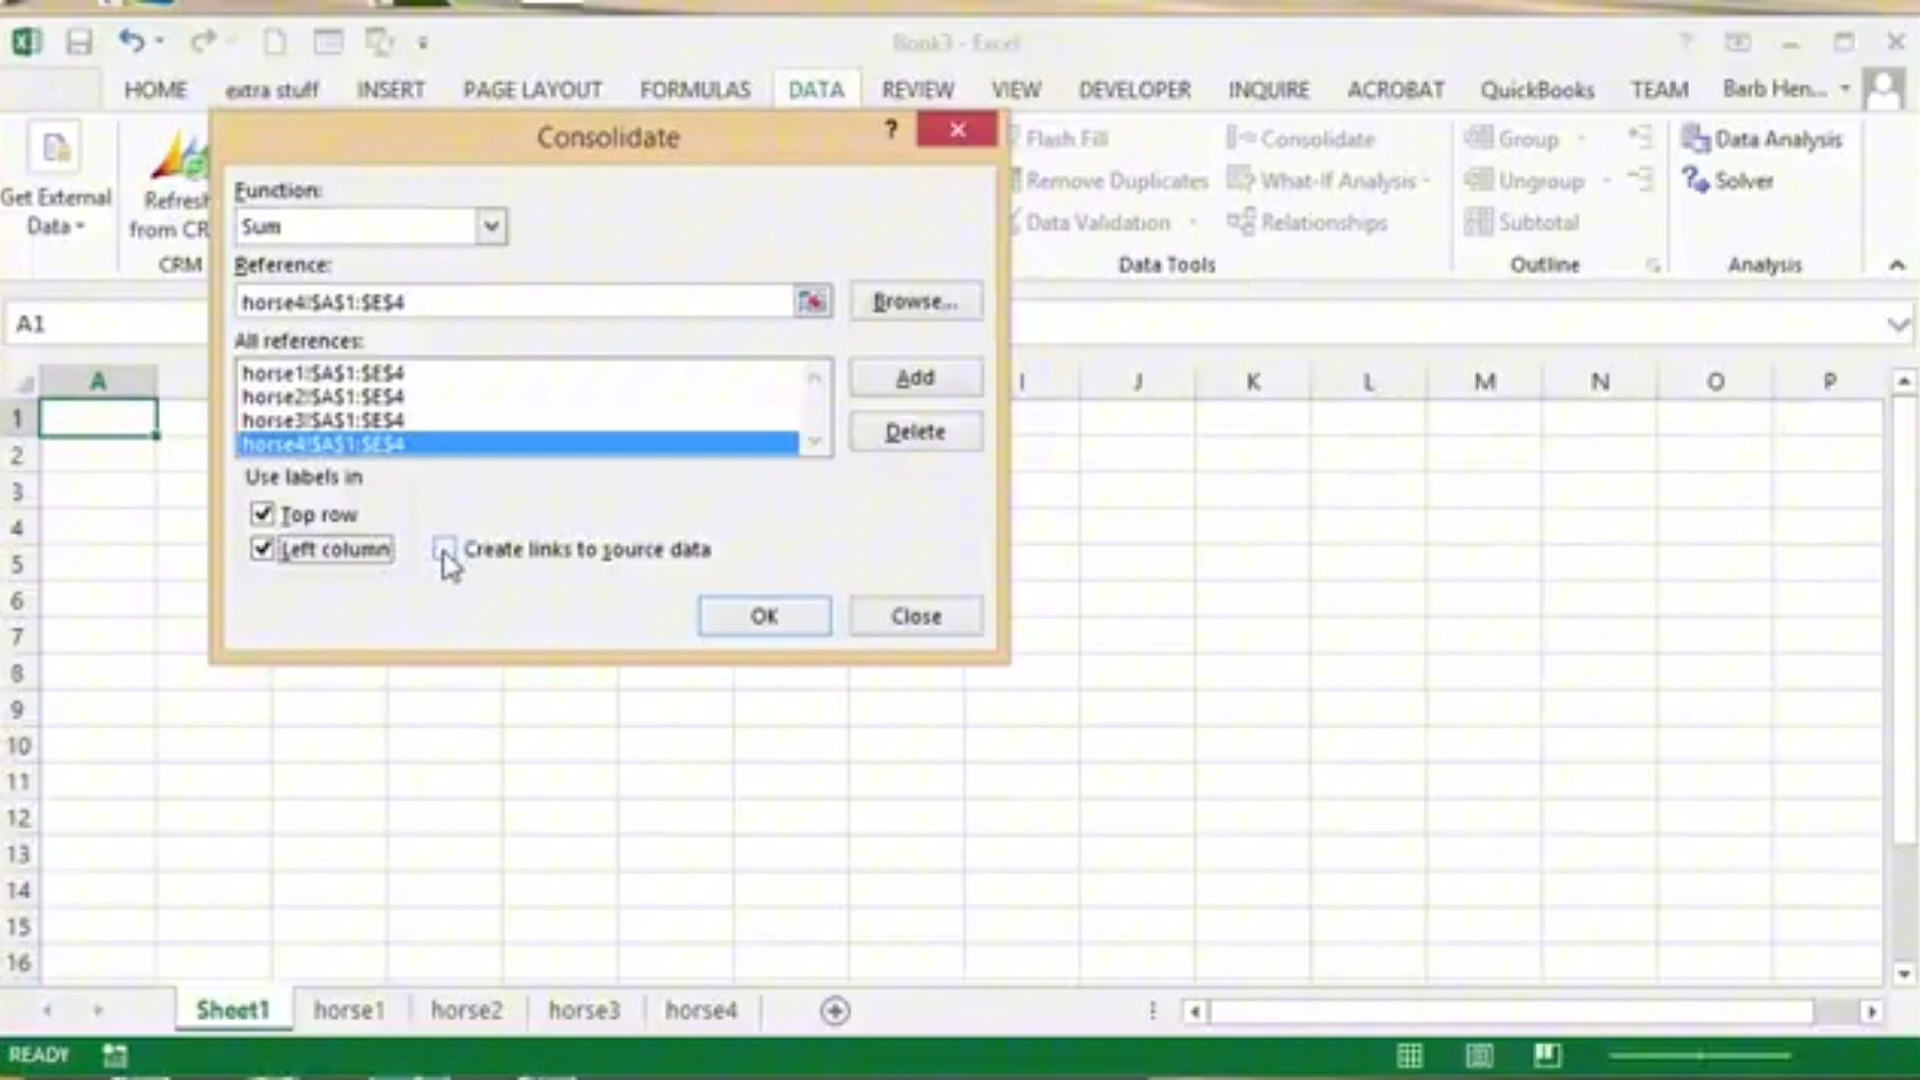 Book3 - Excel
HOME extra stuff INSERT PAGE LAYOUT FORMULAS DATA REVIEW VIEW DEVELOPER INQUIRE ACROBAT QuickBooks TEAM Barb Hen...
Consolidate ?
Get External
Data
Refresh
from CR
CRM
Flash Fill
Remove Duplicates
Data Validation
Consolidate
What-If Analysis
Relationships
Data Tools
Group
Ungroup
Subtotal
Outline
Data Analysis
Solver
Analysis
Function:
Sum
Reference:
horse4!$A$1:$E$4
Browse...
All references:
horse1!$A$1:$E$4
horse2!$A$1:$E$4
horse3!$A$1:$E$4
horse4!$A$1:$E$4
Add
Delete
Use labels in
Top row
Left column
Create links to source data
OK Close
A1
A I J K L M N O P
1
2
3
4
5
6
7
8
9
10
11
12
13
14
15
16
Sheet1 horse1 horse2 horse3 horse4
READY